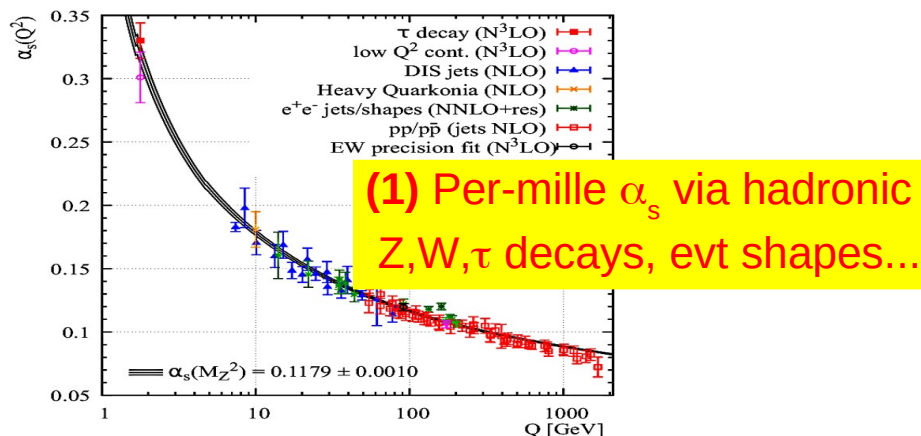 0.35
0.3
0.25
0.2
0.15
0.1
0.05
αs(Q²)
τ decay (N³LO)
low Q² cont. (N³LO)
DIS jets (NLO)
Heavy Quarkonia (NLO)
e⁺e⁻ jets/shapes (NNLO+res)
pp/pp̄ (jets NLO)
EW precision fit (N³LO)
(1) Per-mille αs via hadronic
Z,W,τ decays, evt shapes...
αs(MZ²) = 0.1179 ± 0.0010
1 10 100 1000
Q [GeV]